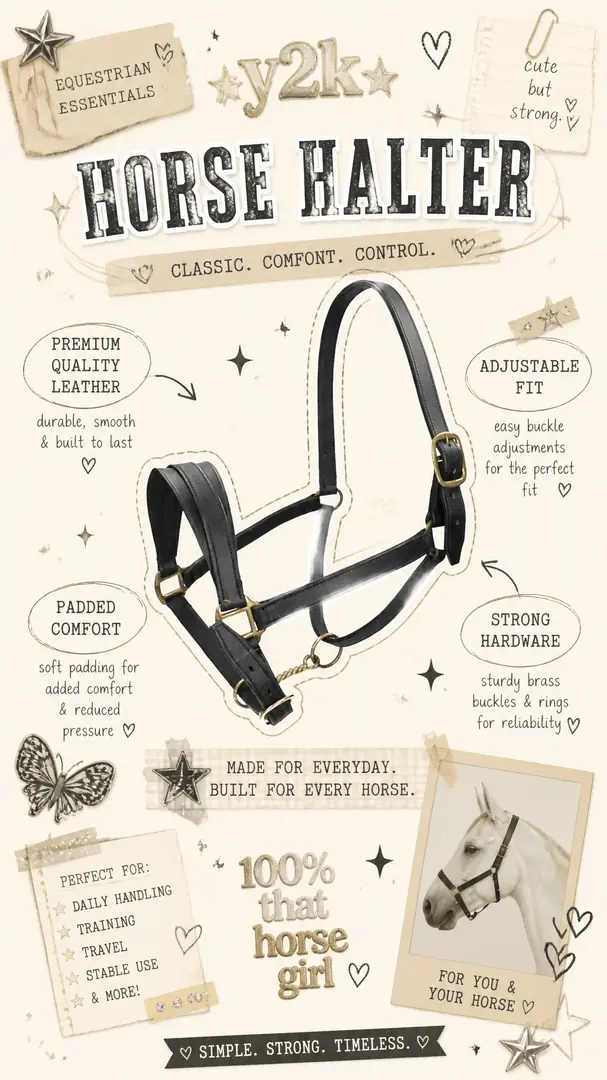 EQUESTRIAN
ESSENTIALS
y2k
cute
but
strong.
HORSE HALTER
CLASSIC. COMFONT. CONTROL.
PREMIUM
QUALITY
LEATHER
durable, smooth
& built to last
ADJUSTABLE
FIT
easy buckle
adjustments
for the perfect
fit
PADDED
COMFORT
soft padding for
added comfort
& reduced
pressure
STRONG
HARDWARE
sturdy brass
buckles & rings
for reliability
MADE FOR EVERYDAY.
BUILT FOR EVERY HORSE.
PERFECT FOR:
DAILY HANDLING
TRAINING
TRAVEL
STABLE USE
& MORE!
100%
that
horse
girl
FOR YOU &
YOUR HORSE
SIMPLE. STRONG. TIMELESS.